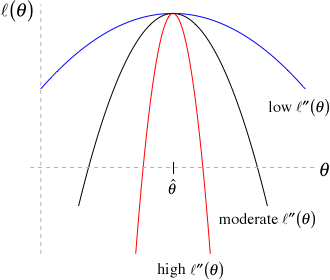 ℓ(θ)
low ℓ″(θ)
θ
θ̂
moderate ℓ″(θ)
high ℓ″(θ)